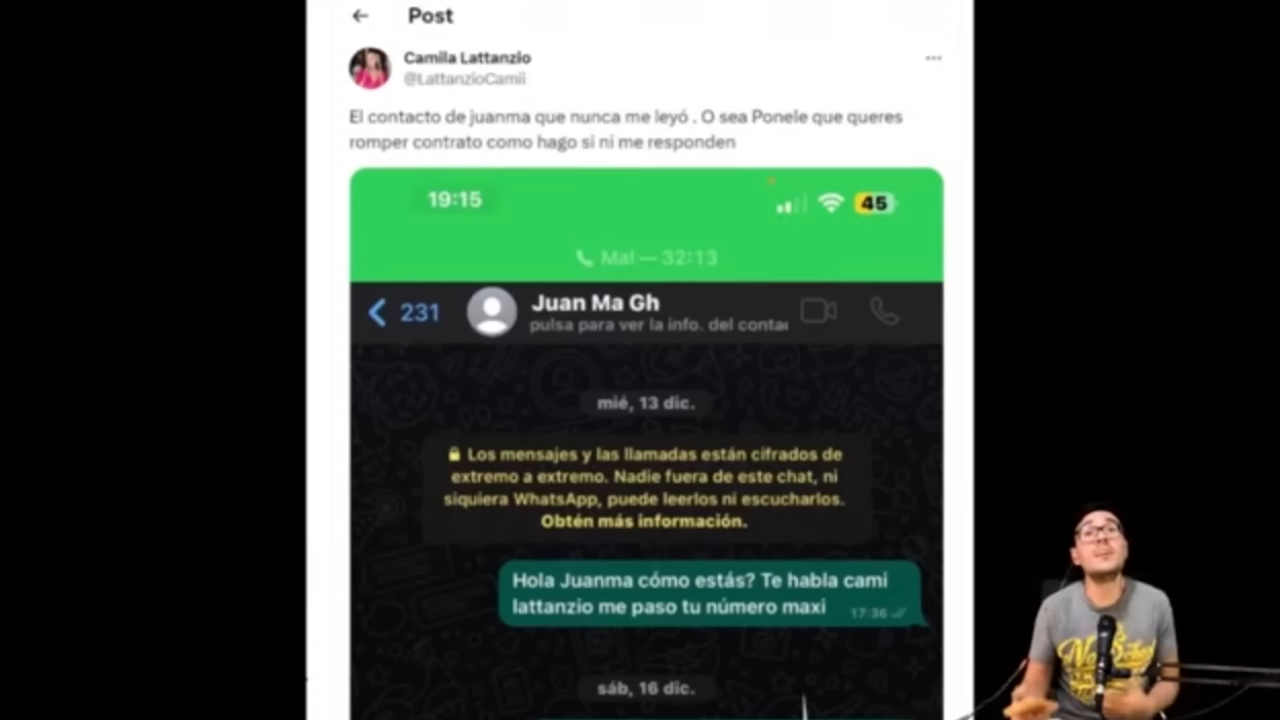 Post
Camila Lattanzio
@LattanzioCamii
El contacto de juanma que nunca me leyó . O sea Ponele que queres
romper contrato como hago si ni me responden
19:15
45
Mal — 32:13
231
Juan Ma Gh
pulsa para ver la info. del contac
mié, 13 dic.
Los mensajes y las llamadas están cifrados de
extremo a extremo. Nadie fuera de este chat, ni
siquiera WhatsApp, puede leerlos ni escucharlos.
Obtén más información.
Hola Juanma cómo estás? Te habla cami
lattanzio me paso tu número maxi
17:36
sáb, 16 dic.